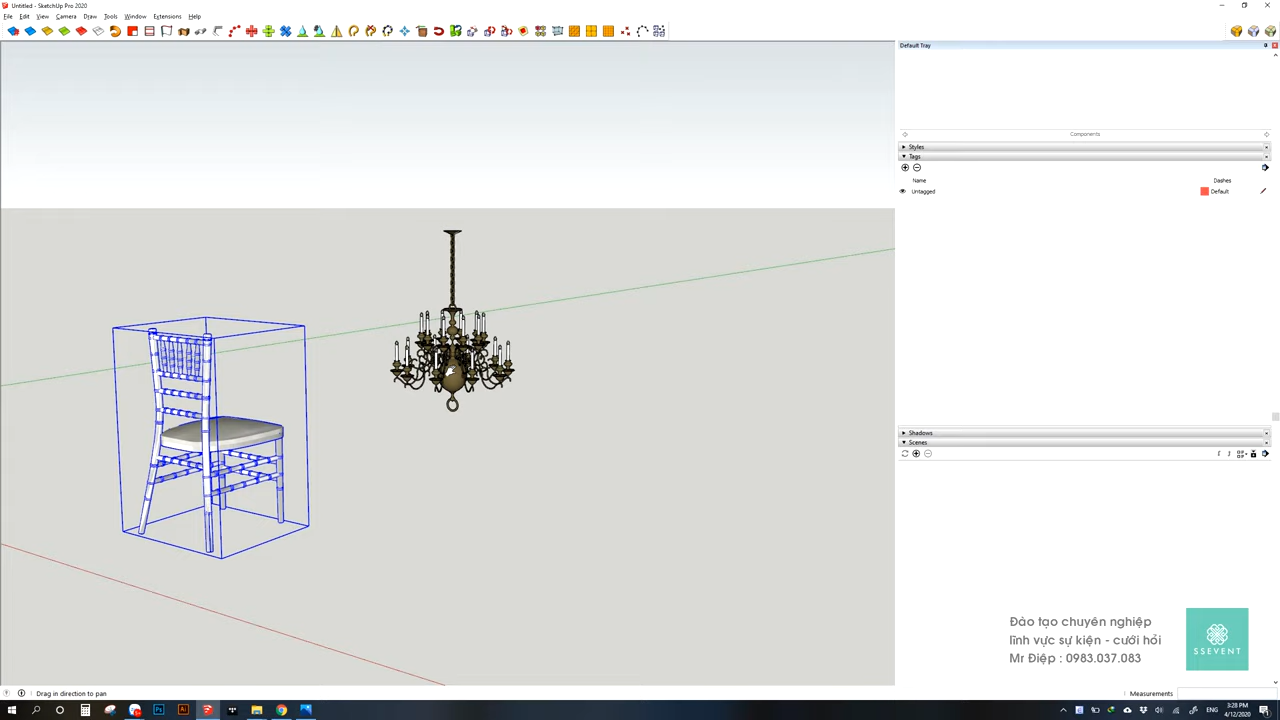 Untitled - SketchUp Pro 2020
File Edit View Camera Draw Tools Window Extensions Help
Default Tray
Components
Styles
Tags
Name Dashes
Untagged Default
Shadows
Scenes
Đào tạo chuyên nghiệp
lĩnh vực sự kiện - cưới hỏi
Mr Điệp : 0983.037.083
SSEVENT
Drag in direction to pan
Measurements
ENG
3:28 PM
4/12/2020